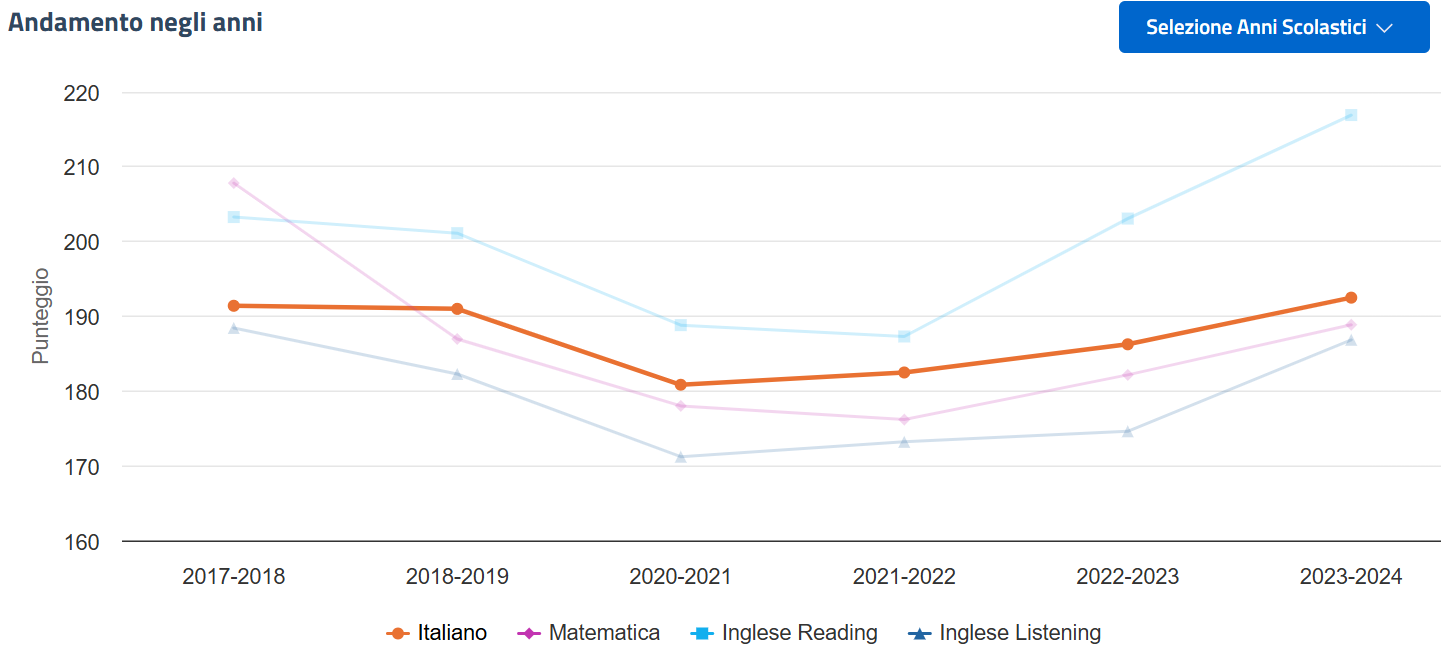 Andamento negli anni
Selezione Anni Scolastici
220
210
200
190
180
170
160
Punteggio
2017-2018 2018-2019 2020-2021 2021-2022 2022-2023 2023-2024
Italiano Matematica Inglese Reading Inglese Listening